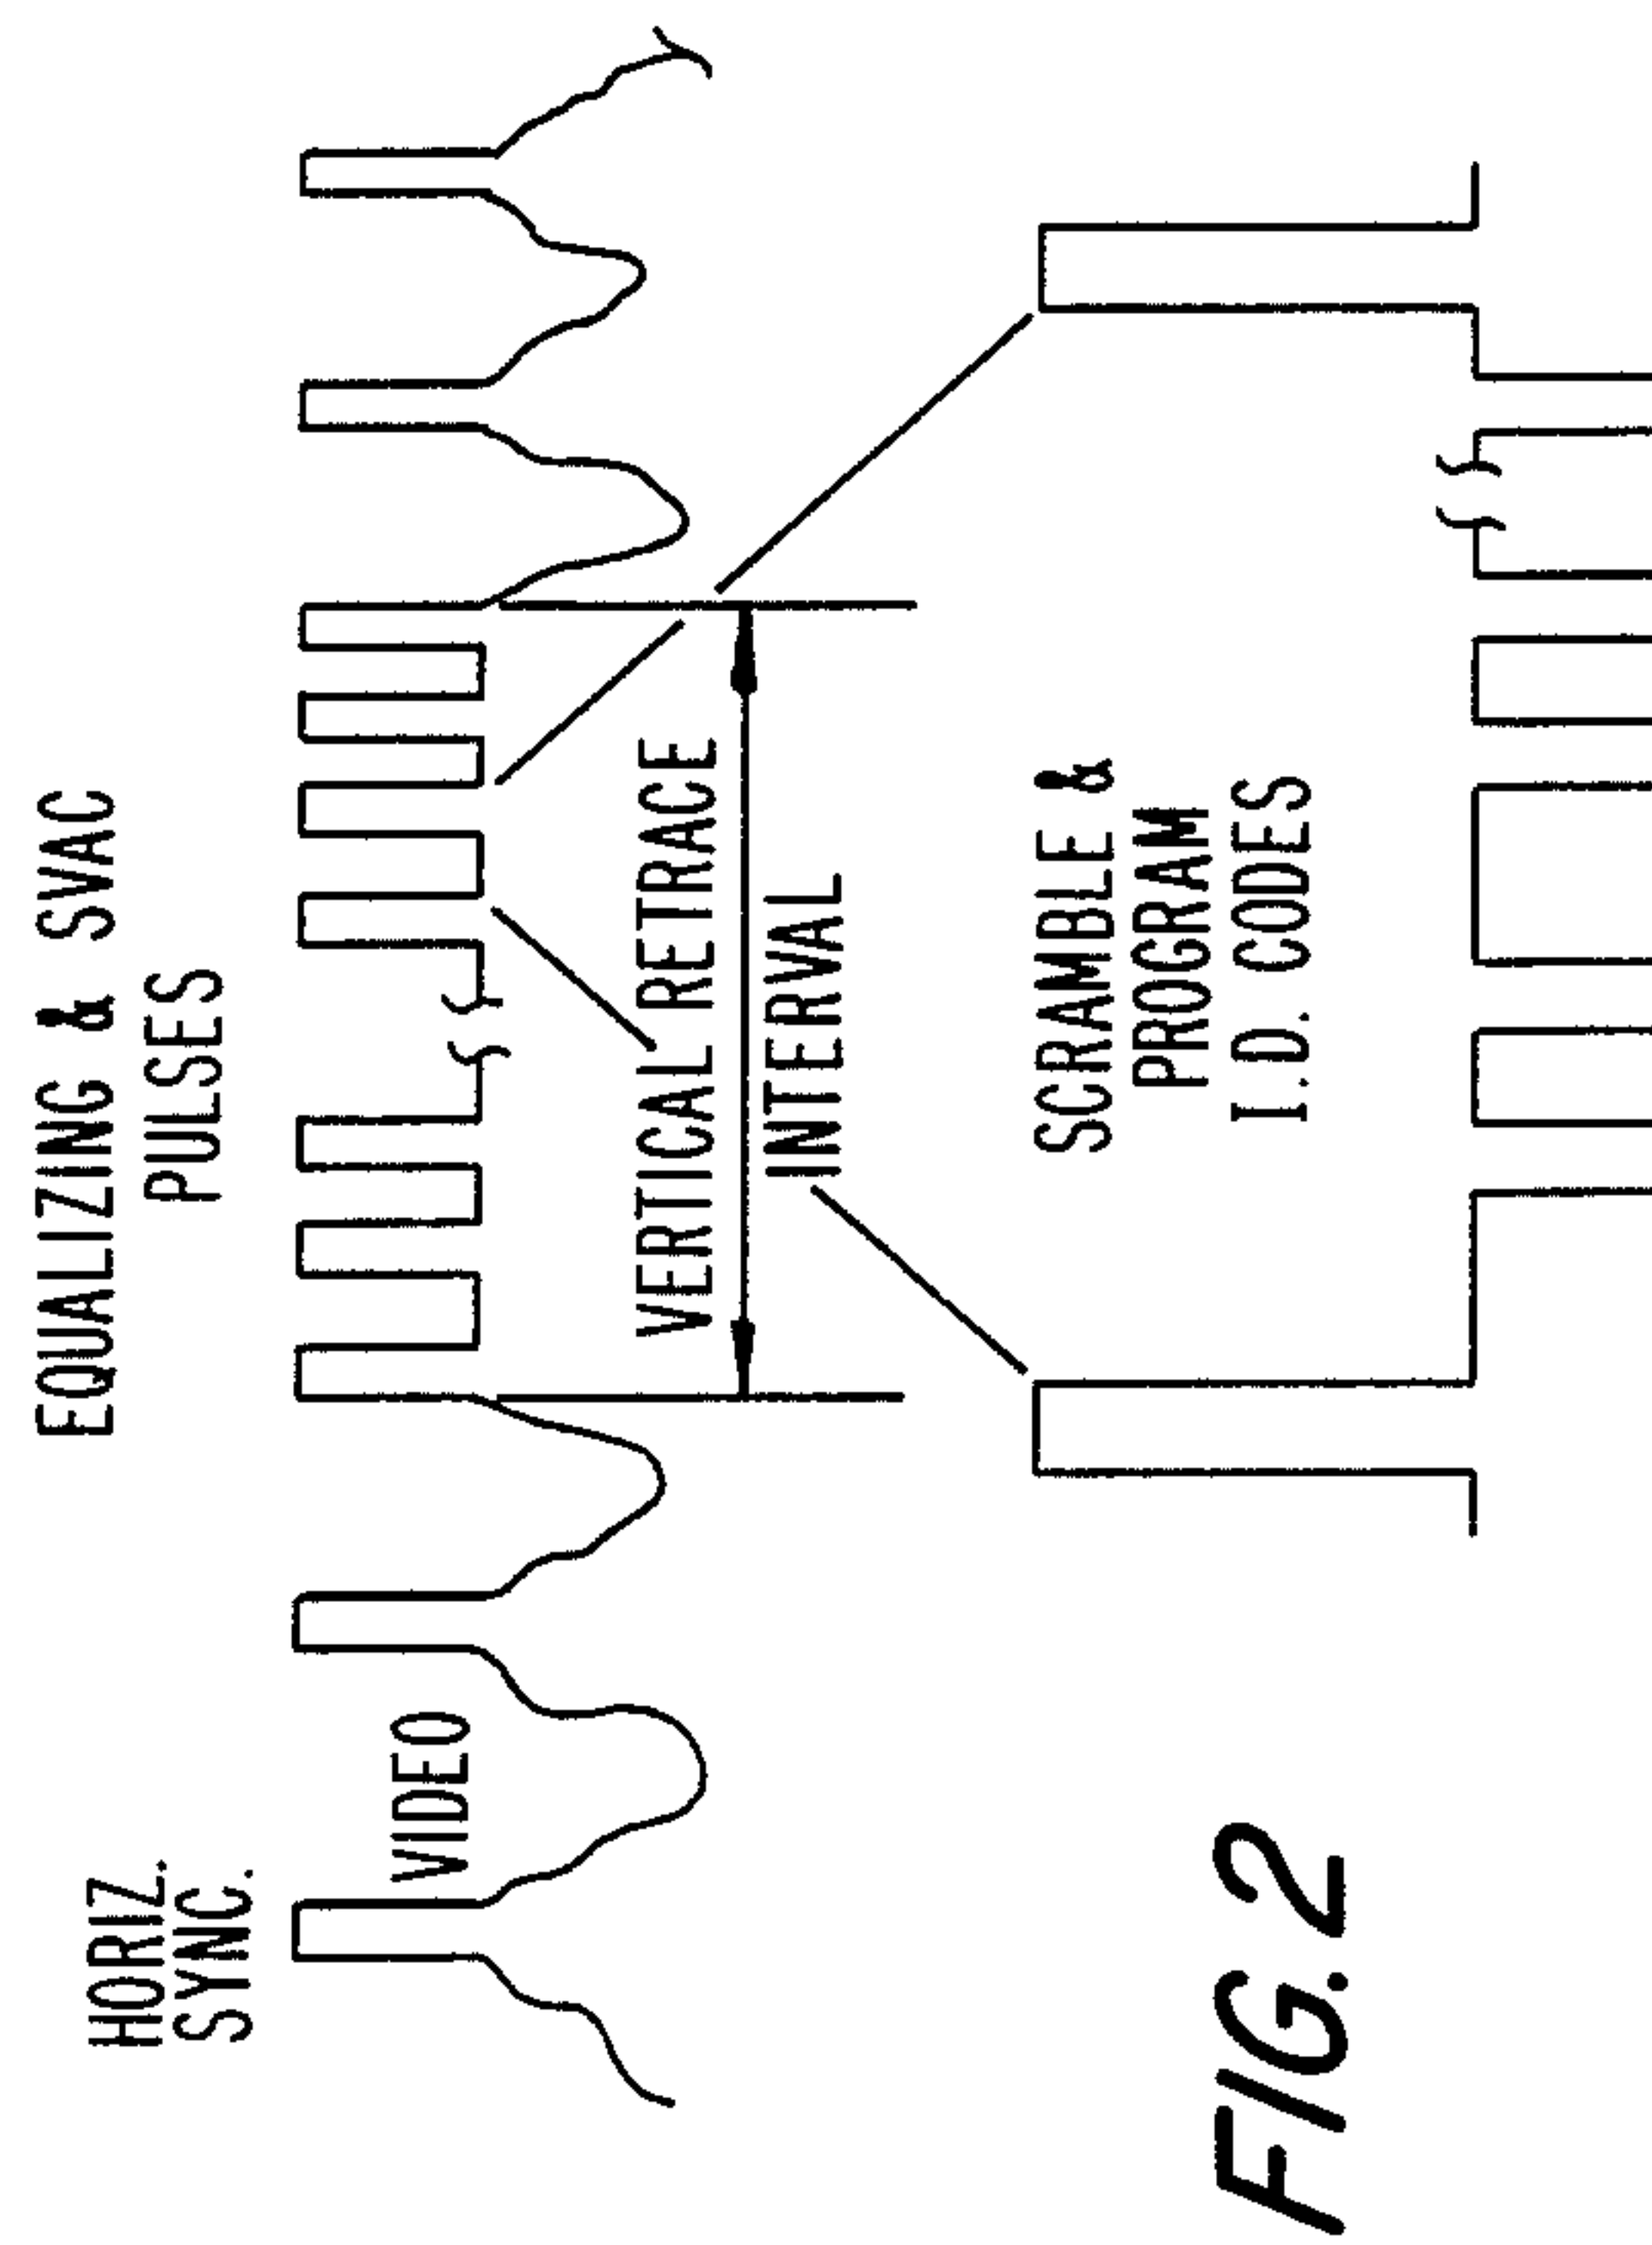 EQUALIZING & SVAC
PULSES
HORIZ.
SYNC.
VIDEO
VERTICAL RETRACE
INTERVAL
SCRAMBLE &
PROGRAM
I.D. CODES
FIG. 2